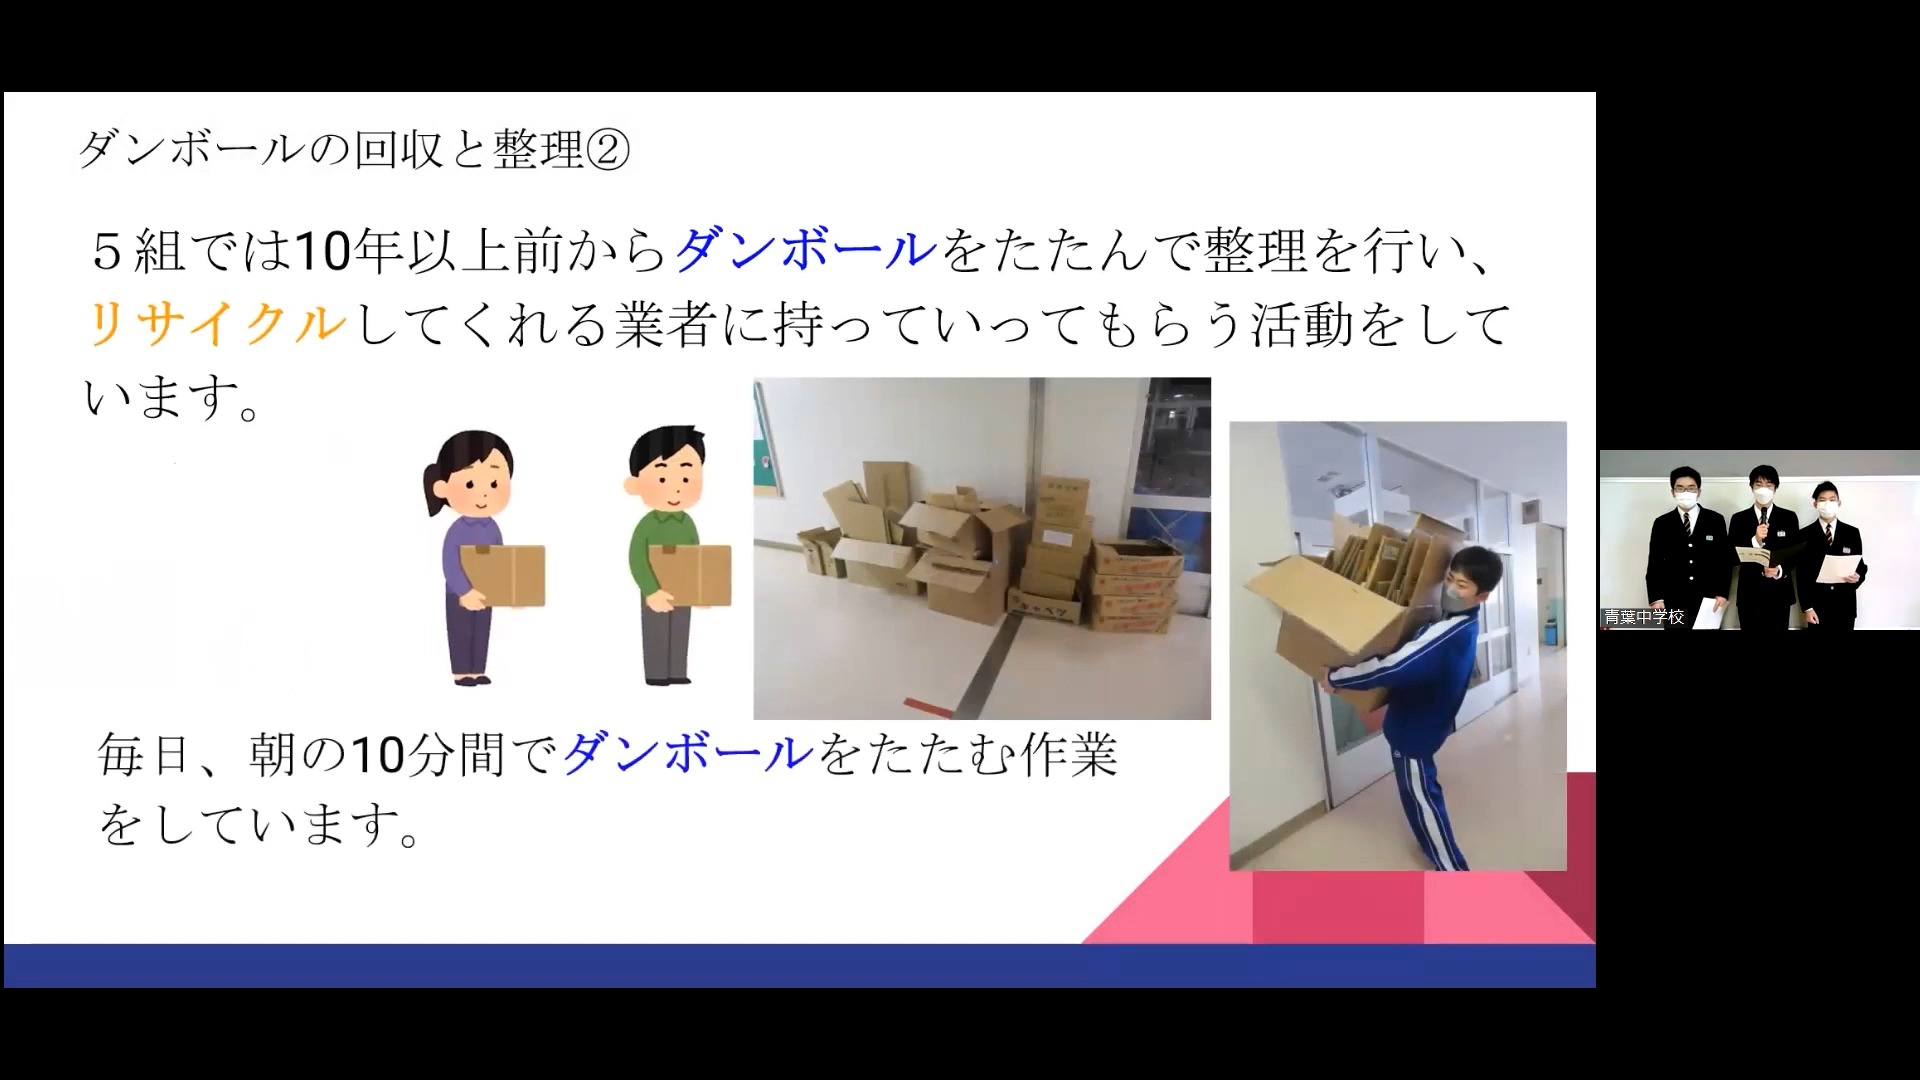 ダンボールの回収と整理②
５組では10年以上前からダンボールをたたんで整理を行い、
リサイクルしてくれる業者に持っていってもらう活動をして
います。
キャベツ
毎日、朝の10分間でダンボールをたたむ作業
をしています。
青葉中学校